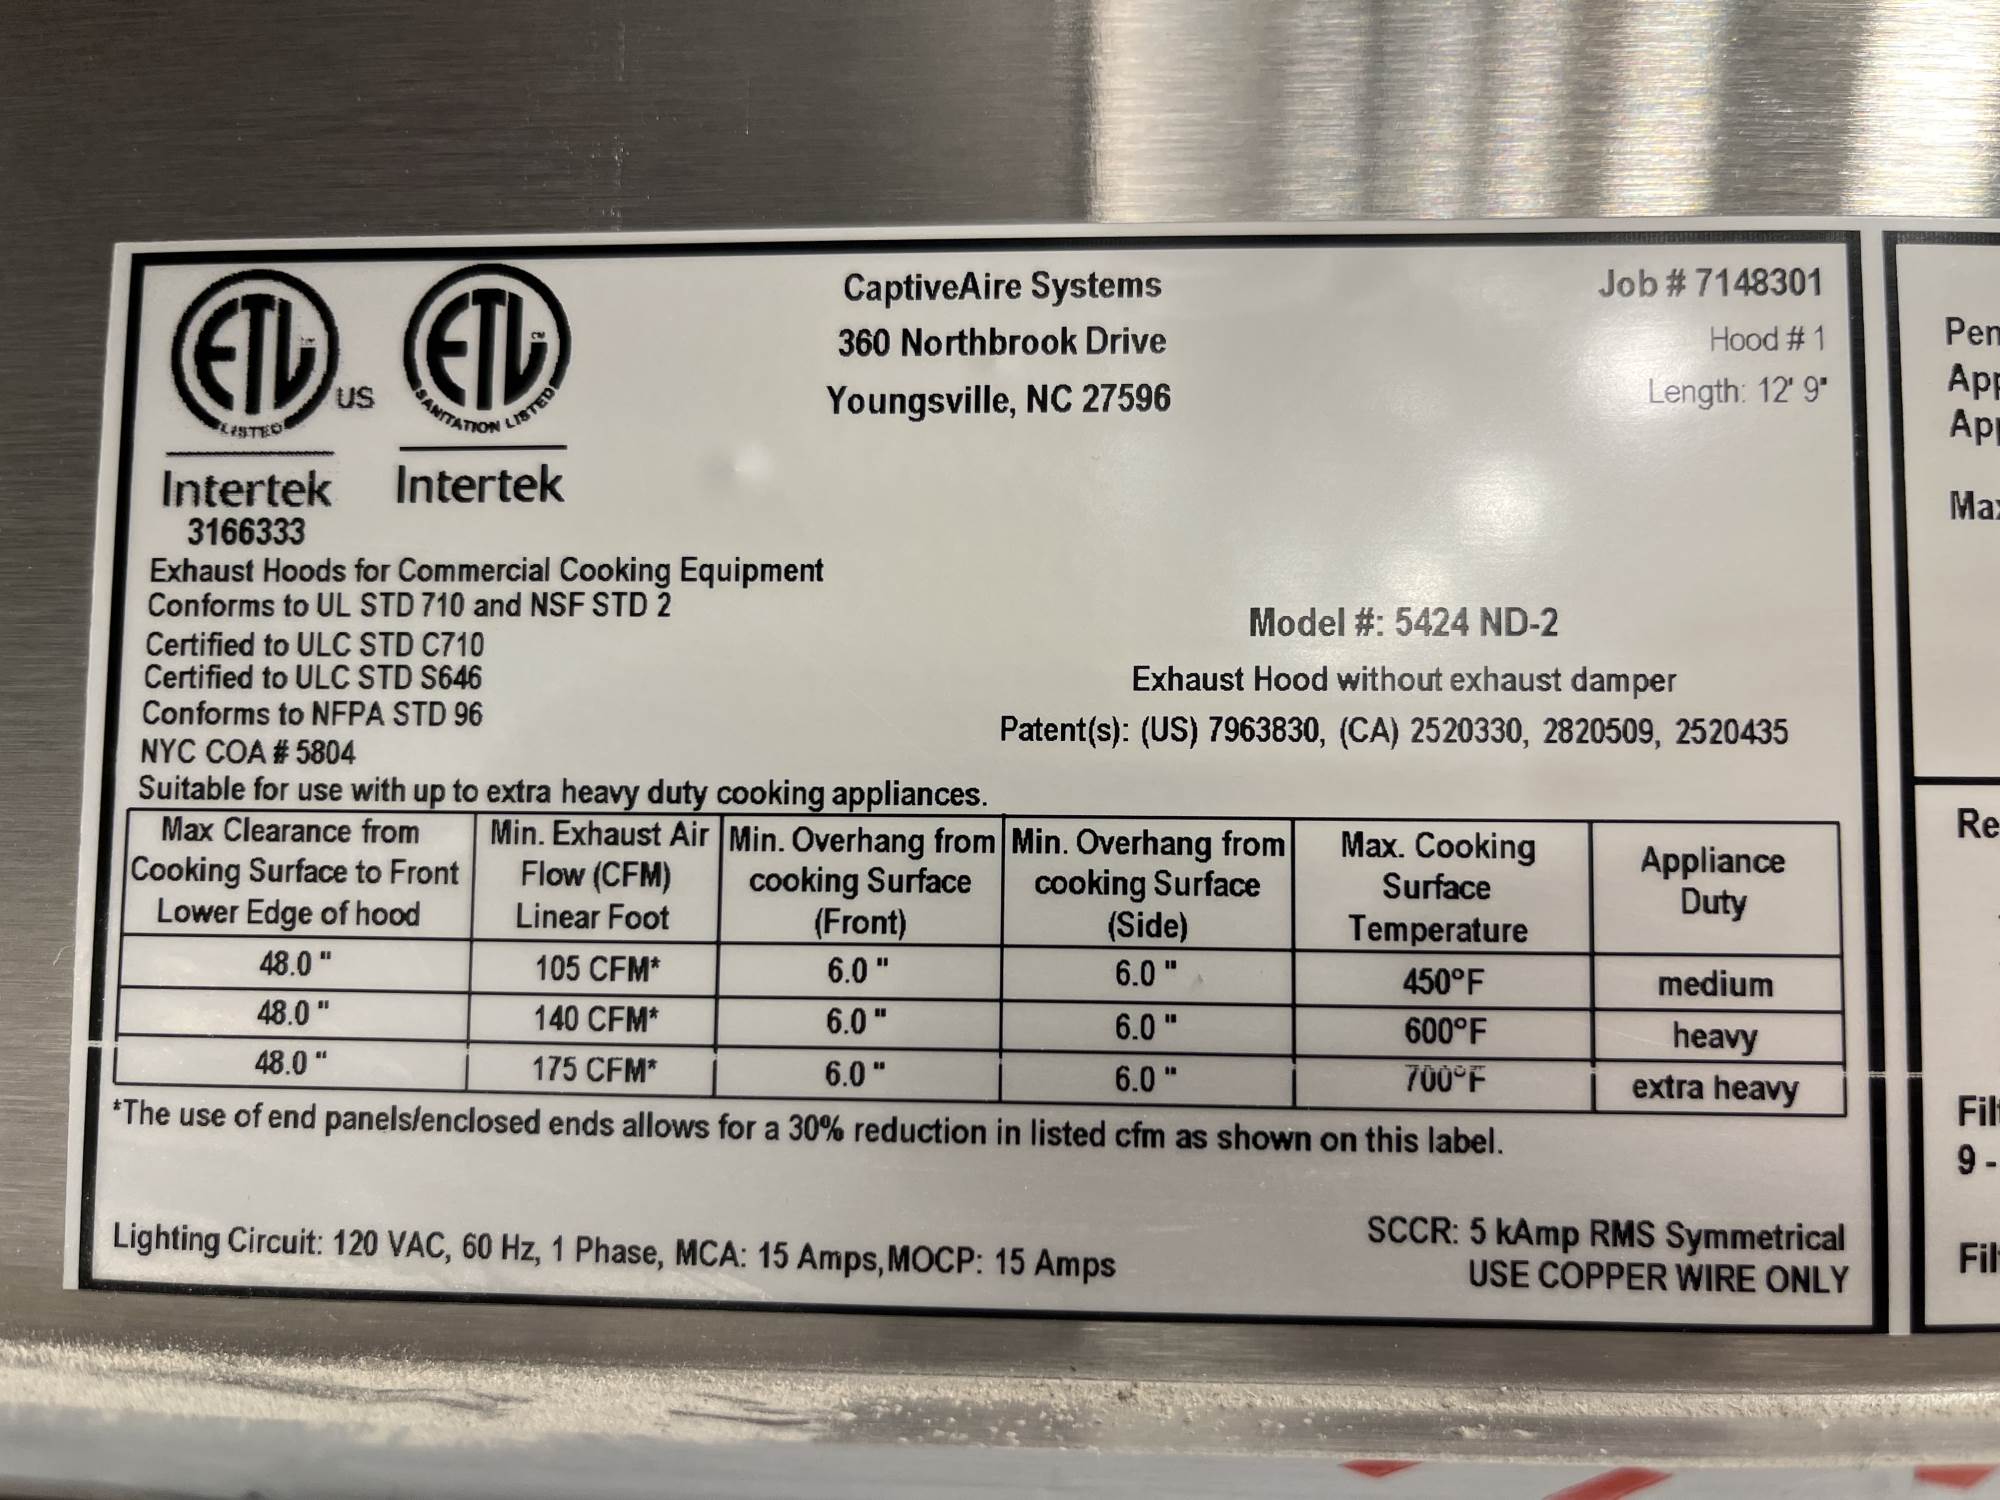 ETL
LISTED
US
Intertek
3166333
ETL CM
SANITATION LISTED
Intertek
CaptiveAire Systems
360 Northbrook Drive
Youngsville, NC 27596
Job # 7148301
Hood # 1
Length: 12' 9"
Exhaust Hoods for Commercial Cooking Equipment
Conforms to UL STD 710 and NSF STD 2
Certified to ULC STD C710
Certified to ULC STD S646
Conforms to NFPA STD 96
NYC COA # 5804
Suitable for use with up to extra heavy duty cooking appliances.
Model #: 5424 ND-2
Exhaust Hood without exhaust damper
Patent(s): (US) 7963830, (CA) 2520330, 2820509, 2520435
Max Clearance from
Cooking Surface to Front
Lower Edge of hood
Min. Exhaust Air
Flow (CFM)
Linear Foot
Min. Overhang from
cooking Surface
(Front)
Min. Overhang from
cooking Surface
(Side)
Max. Cooking
Surface
Temperature
Appliance
Duty
48.0 " 105 CFM* 6.0 " 6.0 " 450°F medium
48.0 " 140 CFM* 6.0 " 6.0 " 600°F heavy
48.0 " 175 CFM* 6.0 " 6.0 " 700°F extra heavy
*The use of end panels/enclosed ends allows for a 30% reduction in listed cfm as shown on this label.
Lighting Circuit: 120 VAC, 60 Hz, 1 Phase, MCA: 15 Amps, MOCP: 15 Amps
SCCR: 5 kAmp RMS Symmetrical
USE COPPER WIRE ONLY
9 -